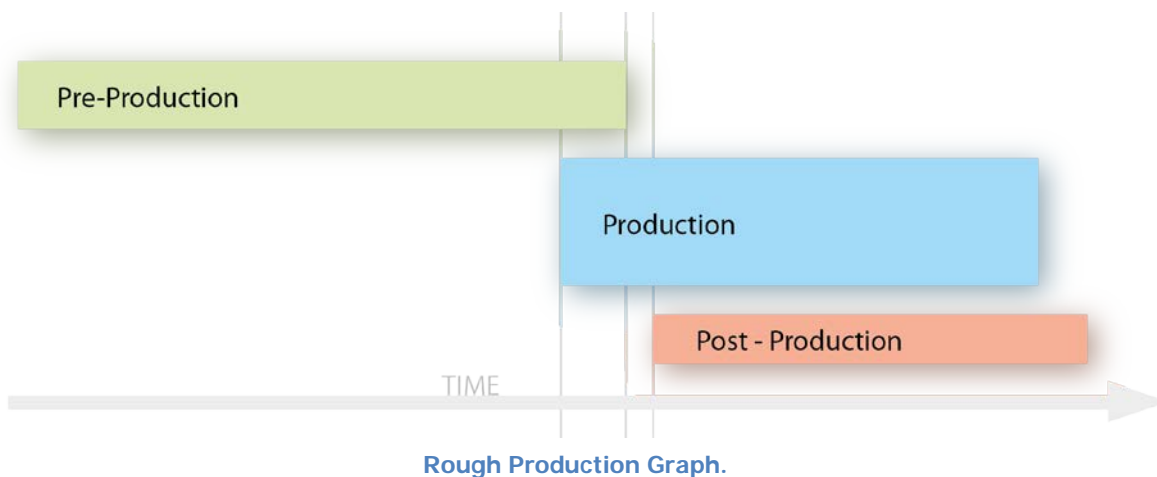 Pre-Production
Production
Post - Production
TIME
Rough Production Graph.